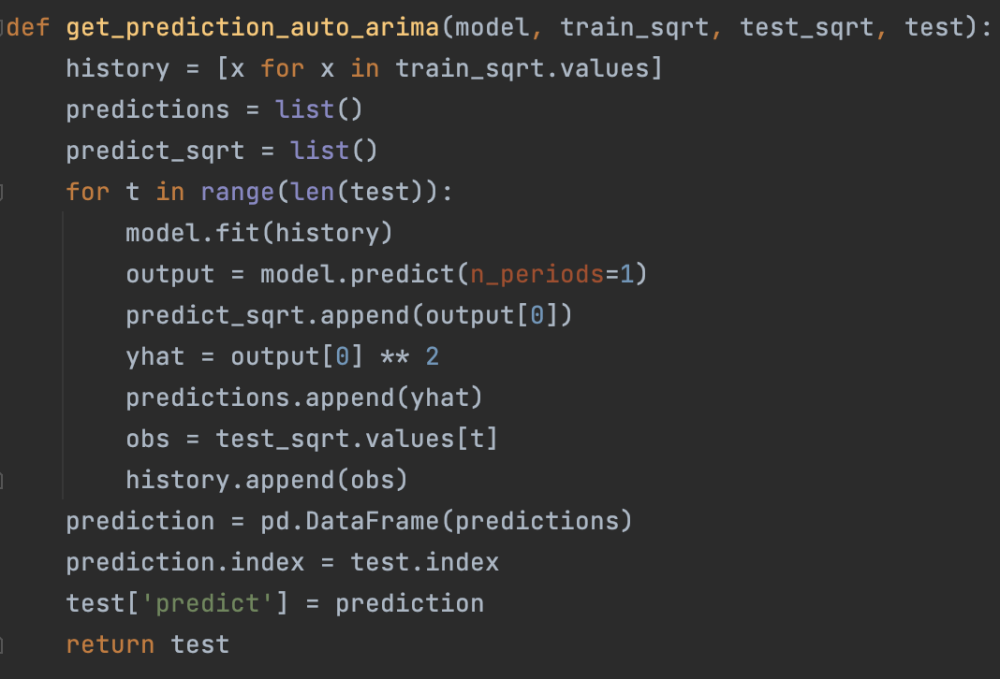 def get_prediction_auto_arima(model, train_sqrt, test_sqrt, test):
    history = [x for x in train_sqrt.values]
    predictions = list()
    predict_sqrt = list()
    for t in range(len(test)):
        model.fit(history)
        output = model.predict(n_periods=1)
        predict_sqrt.append(output[0])
        yhat = output[0] ** 2
        predictions.append(yhat)
        obs = test_sqrt.values[t]
        history.append(obs)
    prediction = pd.DataFrame(predictions)
    prediction.index = test.index
    test['predict'] = prediction
    return test